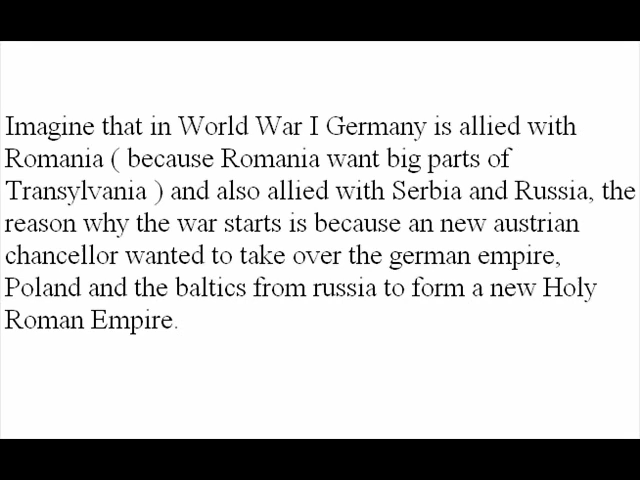 Imagine that in World War I Germany is allied with
Romania ( because Romania want big parts of
Transylvania ) and also allied with Serbia and Russia, the
reason why the war starts is because an new austrian
chancellor wanted to take over the german empire,
Poland and the baltics from russia to form a new Holy
Roman Empire.